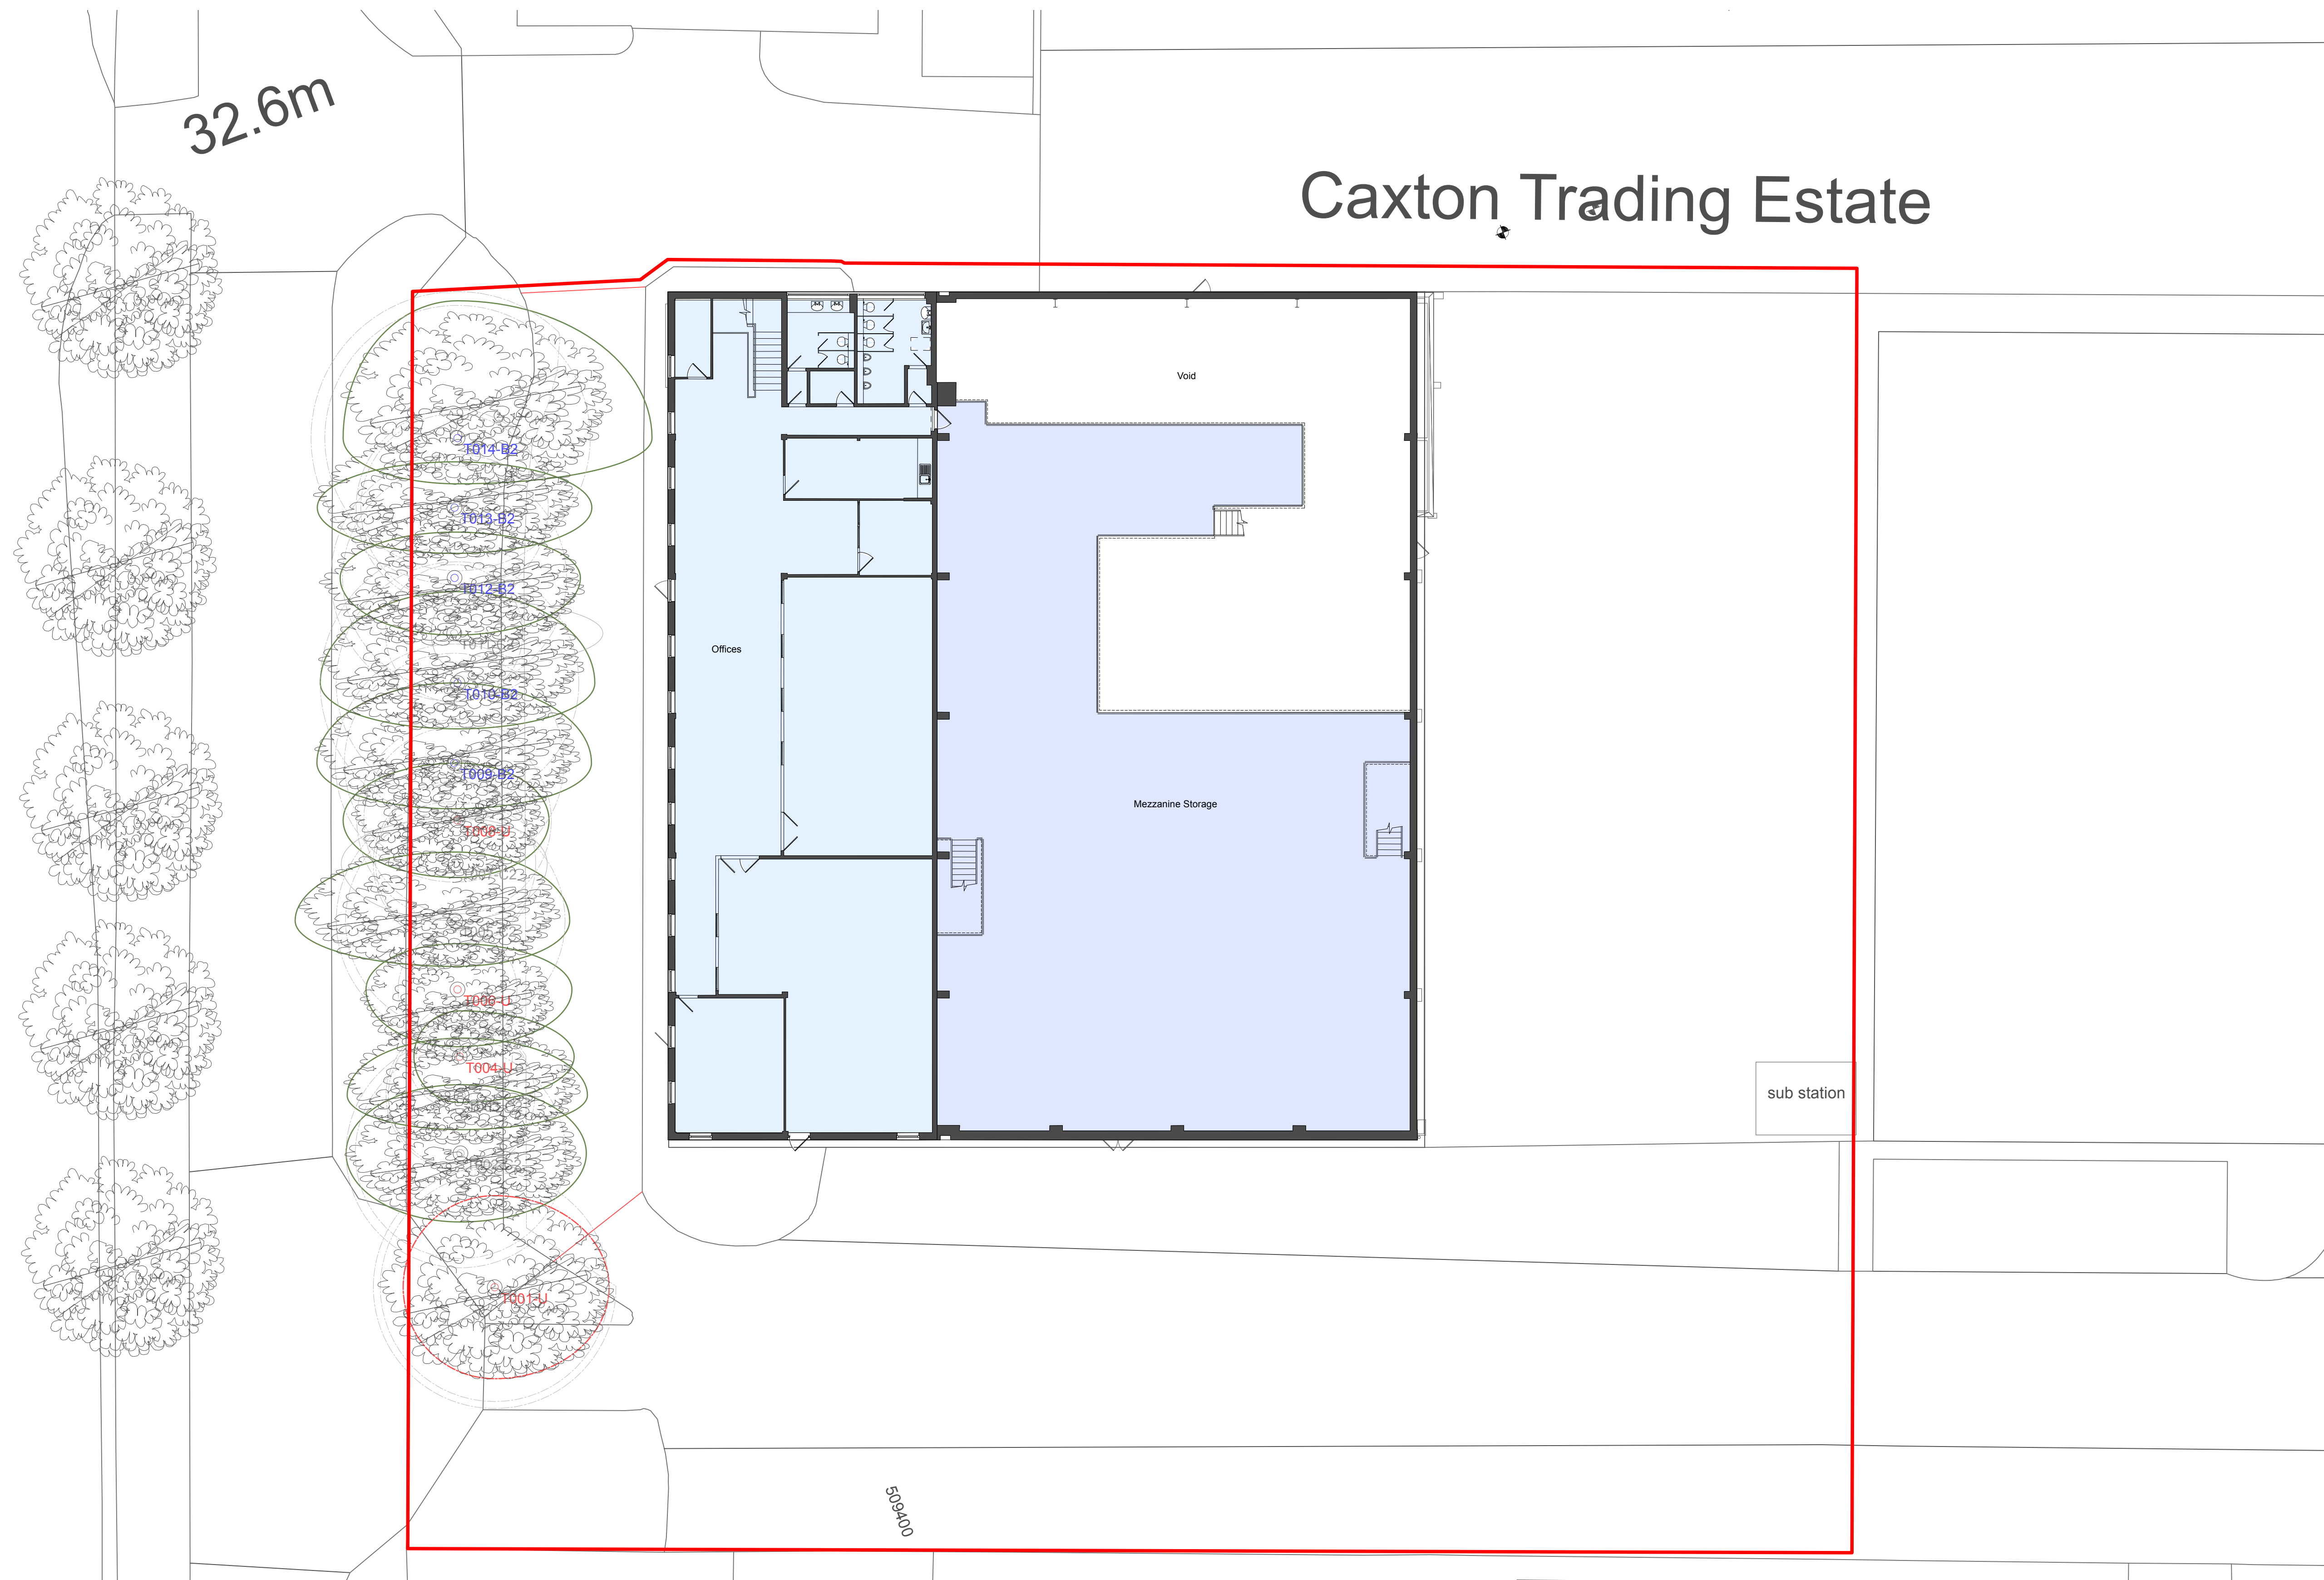 32.6m
Caxton Trading Estate
Void
T014-B2
T013-B2
T012-B2
Offices
T010-B2
T009-B2
Mezzanine Storage
T008-U
T006-U
T004-U
sub station
T001-U
509400